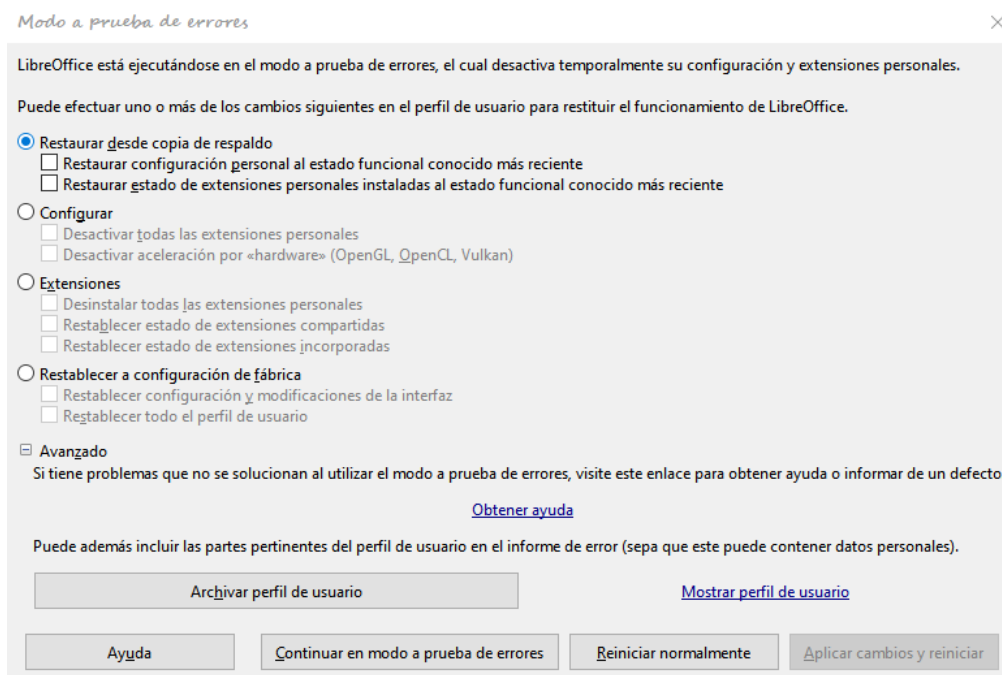 Modo a prueba de errores
LibreOffice está ejecutándose en el modo a prueba de errores, el cual desactiva temporalmente su configuración y extensiones personales.
Puede efectuar uno o más de los cambios siguientes en el perfil de usuario para restituir el funcionamiento de LibreOffice.
Restaurar desde copia de respaldo
Restaurar configuración personal al estado funcional conocido más reciente
Restaurar estado de extensiones personales instaladas al estado funcional conocido más reciente
Configurar
Desactivar todas las extensiones personales
Desactivar aceleración por «hardware» (OpenGL, OpenCL, Vulkan)
Extensiones
Desinstalar todas las extensiones personales
Restablecer estado de extensiones compartidas
Restablecer estado de extensiones incorporadas
Restablecer a configuración de fábrica
Restablecer configuración y modificaciones de la interfaz
Restablecer todo el perfil de usuario
Avanzado
Si tiene problemas que no se solucionan al utilizar el modo a prueba de errores, visite este enlace para obtener ayuda o informar de un defecto
Obtener ayuda
Puede además incluir las partes pertinentes del perfil de usuario en el informe de error (sepa que este puede contener datos personales).
Archivar perfil de usuario Mostrar perfil de usuario
Ayuda Continuar en modo a prueba de errores Reiniciar normalmente Aplicar cambios y reiniciar